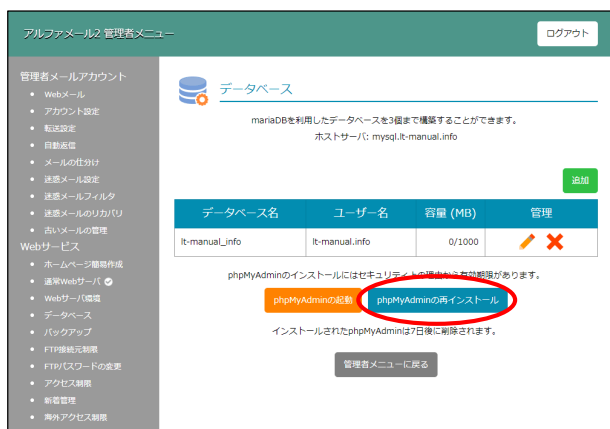 アルファメール2 管理者メニュー
ログアウト
管理者メールアカウント
Webメール
アカウント設定
転送設定
自動返信
メールの仕分け
迷惑メール設定
迷惑メールフィルタ
迷惑メールのリカバリ
古いメールの管理
Webサービス
ホームページ簡易作成
通常Webサーバ
Webサーバ環境
データベース
バックアップ
FTP接続元制限
FTPパスワードの変更
アクセス制限
新着管理
海外アクセス制限
データベース
mariaDBを利用したデータベースを3個まで構築することができます。
ホストサーバ: mysql.lt-manual.info
追加
データベース名 ユーザー名 容量 (MB) 管理
lt-manual_info lt-manual.info 0/1000
phpMyAdminのインストールにはセキュリティ上の理由から有効期限があります。
phpMyAdminの起動 phpMyAdminの再インストール
インストールされたphpMyAdminは7日後に削除されます。
管理者メニューに戻る